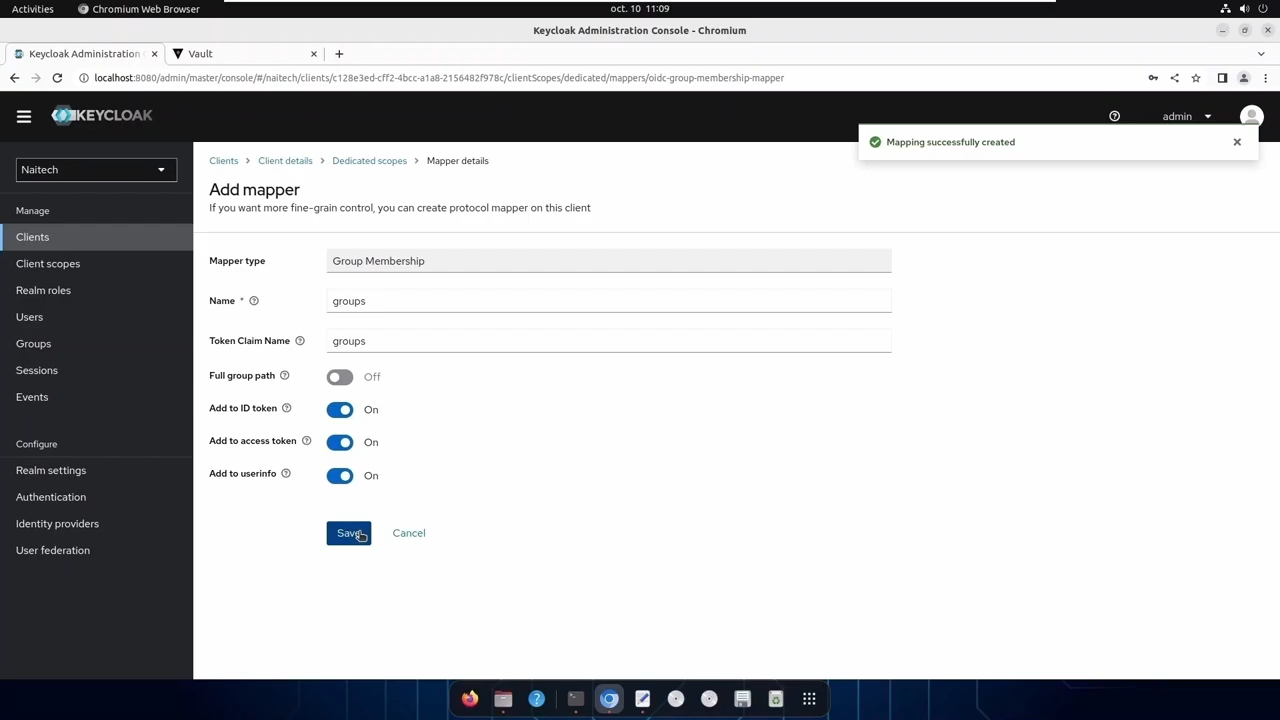 Activities
Chromium Web Browser
oct. 10 11:09
Keycloak Administration Console - Chromium
Keycloak Administration
Vault
localhost:8080/admin/master/console/#/naitech/clients/c128e3ed-cff2-4bcc-a1a8-2156482f978c/clientScopes/dedicated/mappers/oidc-group-membership-mapper
KEYCLOAK
admin
Mapping successfully created
Naitech
Manage
Clients
Client scopes
Realm roles
Users
Groups
Sessions
Events
Configure
Realm settings
Authentication
Identity providers
User federation
Clients > Client details > Dedicated scopes > Mapper details
Add mapper
If you want more fine-grain control, you can create protocol mapper on this client
Mapper type
Group Membership
Name *
groups
Token Claim Name
groups
Full group path
Off
Add to ID token
On
Add to access token
On
Add to userinfo
On
Save
Cancel